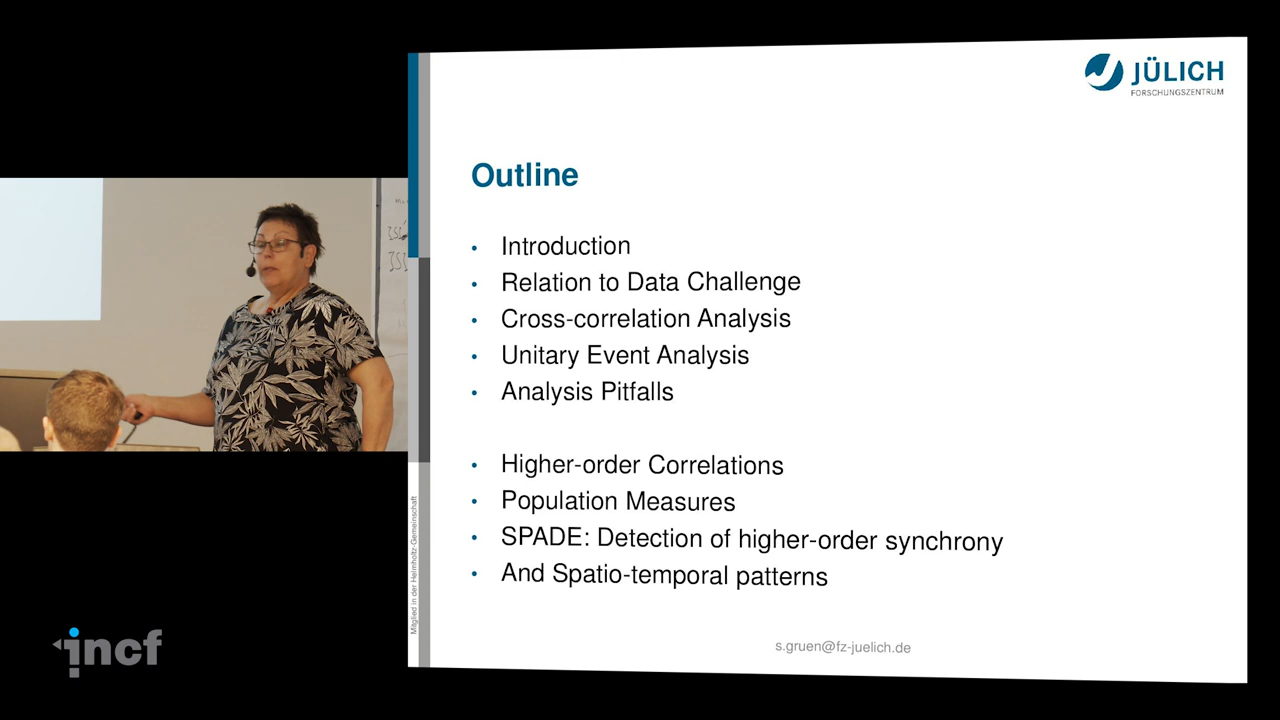 JÜLICH
FORSCHUNGSZENTRUM
Outline
• Introduction
• Relation to Data Challenge
• Cross-correlation Analysis
• Unitary Event Analysis
• Analysis Pitfalls
• Higher-order Correlations
• Population Measures
• SPADE: Detection of higher-order synchrony
• And Spatio-temporal patterns
Mitglied in der Helmholtz-Gemeinschaft
s.gruen@fz-juelich.de
incf